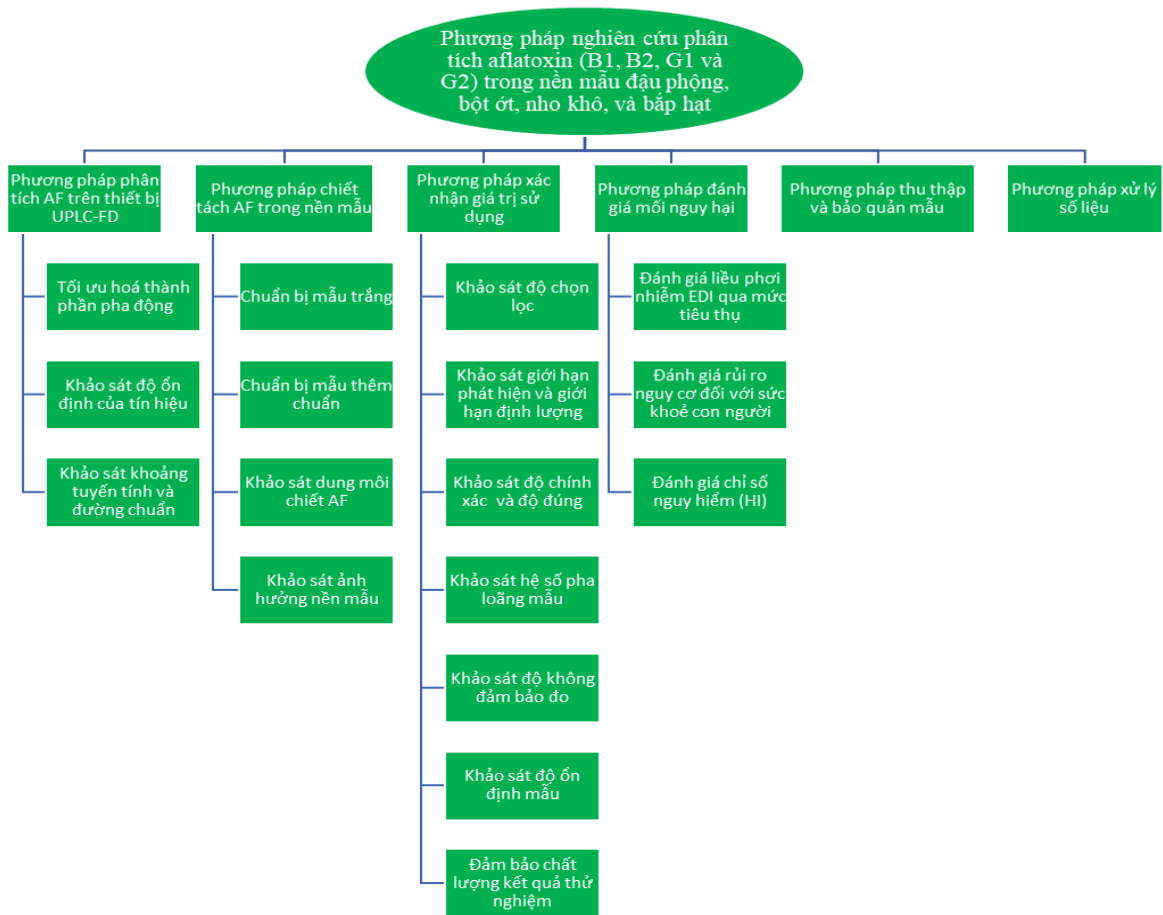 Phương pháp nghiên cứu phân
tích aflatoxin (B1, B2, G1 và
G2) trong nền mẫu đậu phộng,
bột ớt, nho khô, và bắp hạt
Phương pháp phân
tích AF trên thiết bị
UPLC-FD
Tối ưu hoá thành
phần pha động
Khảo sát độ ổn
định của tín hiệu
Khảo sát khoảng
tuyến tính và
đường chuẩn
Phương pháp chiết
tách AF trong nền mẫu
Chuẩn bị mẫu trắng
Chuẩn bị mẫu thêm
chuẩn
Khảo sát dung môi
chiết AF
Khảo sát ảnh
hưởng nền mẫu
Phương pháp xác
nhận giá trị sử
dụng
Khảo sát độ chọn
lọc
Khảo sát giới hạn
phát hiện và giới
hạn định lượng
Khảo sát độ chính
xác và độ đúng
Khảo sát hệ số pha
loãng mẫu
Khảo sát độ không
đảm bảo đo
Khảo sát độ ổn
định mẫu
Đảm bảo chất
lượng kết quả thử
nghiệm
Phương pháp đánh
giá mối nguy hại
Đánh giá liều phơi
nhiễm EDI qua mức
tiêu thụ
Đánh giá rủi ro
nguy cơ đối với sức
khoẻ con người
Đánh giá chỉ số
nguy hiểm (HI)
Phương pháp thu thập
và bảo quản mẫu
Phương pháp xử lý
số liệu